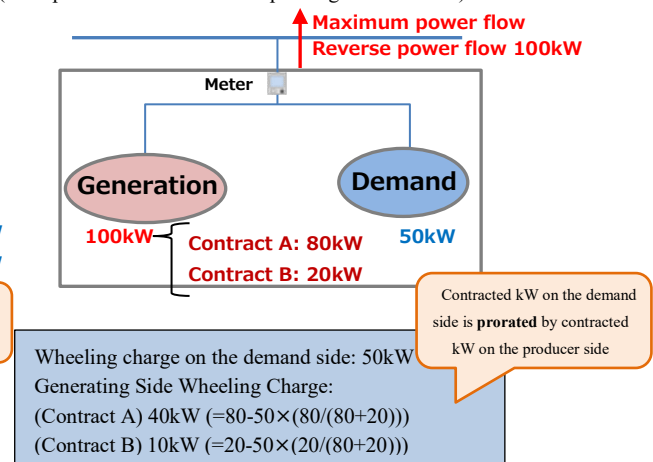 Maximum power flow
Reverse power flow 100kW
Meter
Generation
Demand
100kW
Contract A: 80kW
Contract B: 20kW
50kW
Contracted kW on the demand
side is prorated by contracted
kW on the producer side
Wheeling charge on the demand side: 50kW
Generating Side Wheeling Charge:
(Contract A) 40kW (=80-50×(80/(80+20)))
(Contract B) 10kW (=20-50×(20/(80+20)))